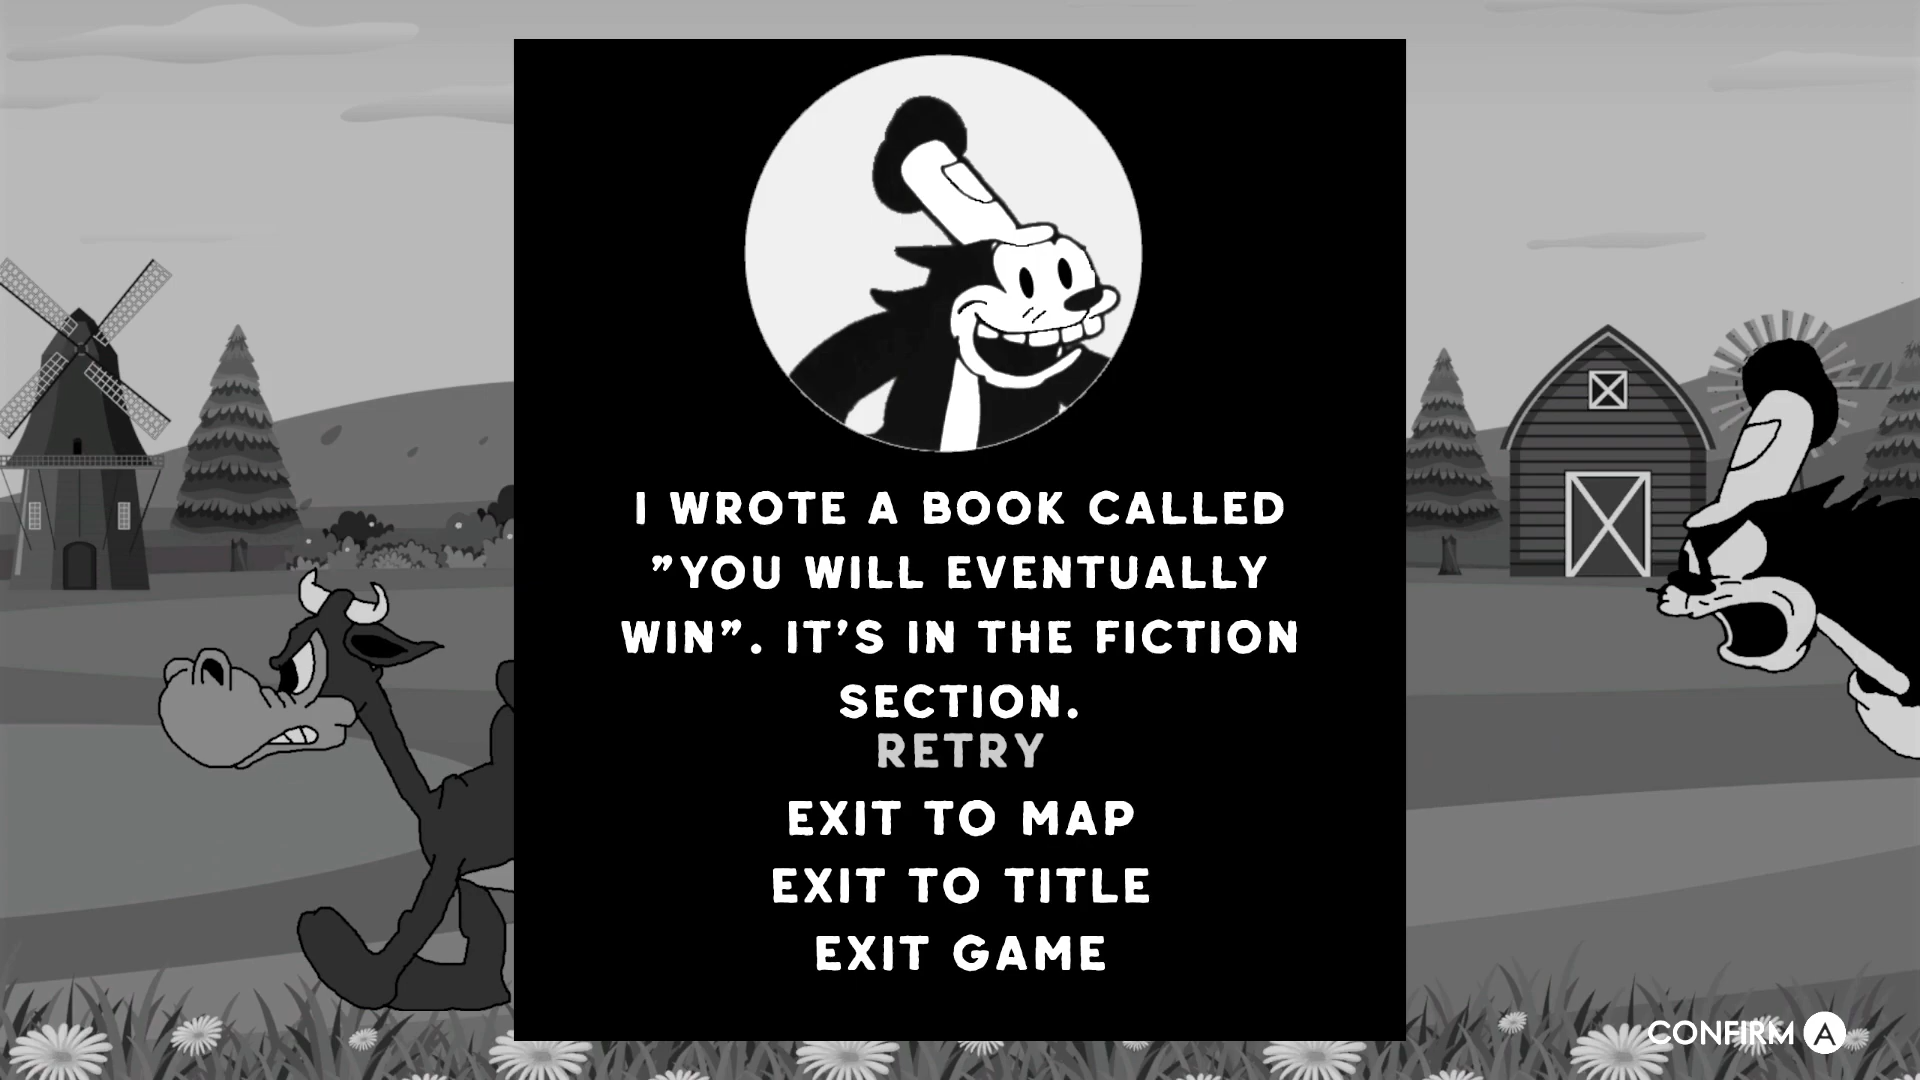 I WROTE A BOOK CALLED
”YOU WILL EVENTUALLY
WIN”. IT’S IN THE FICTION
SECTION.
RETRY
EXIT TO MAP
EXIT TO TITLE
EXIT GAME
CONFIRM A